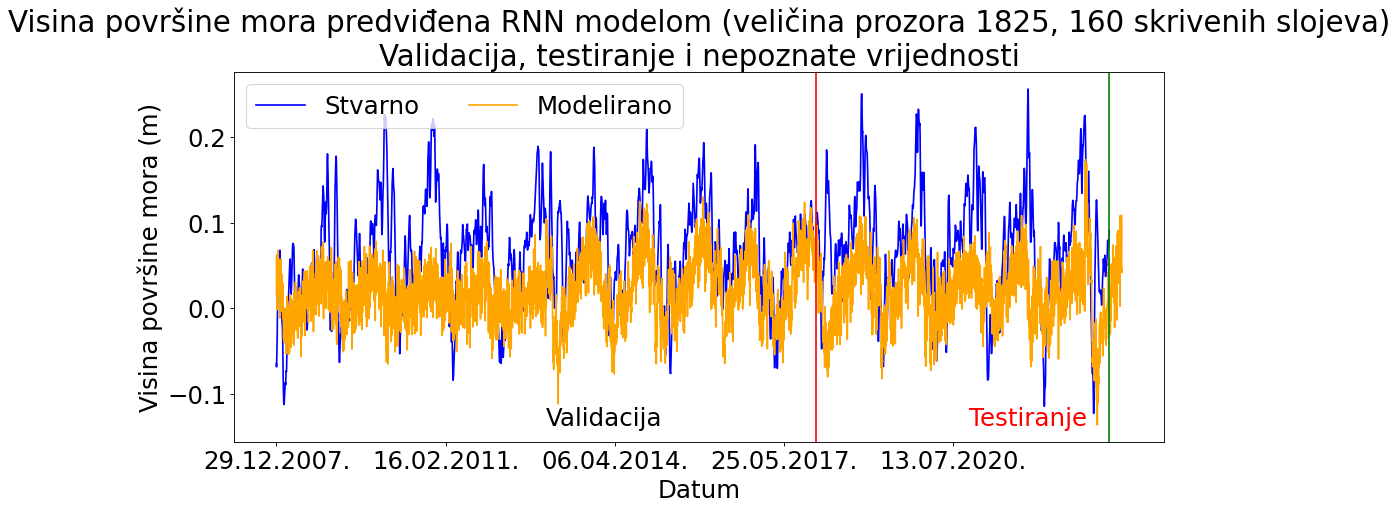 Visina površine mora predviđena RNN modelom (veličina prozora 1825, 160 skrivenih slojeva)
Validacija, testiranje i nepoznate vrijednosti
Stvarno Modelirano
Visina površine mora (m)
0.2
0.1
0.0
−0.1
Validacija Testiranje
29.12.2007. 16.02.2011. 06.04.2014. 25.05.2017. 13.07.2020.
Datum